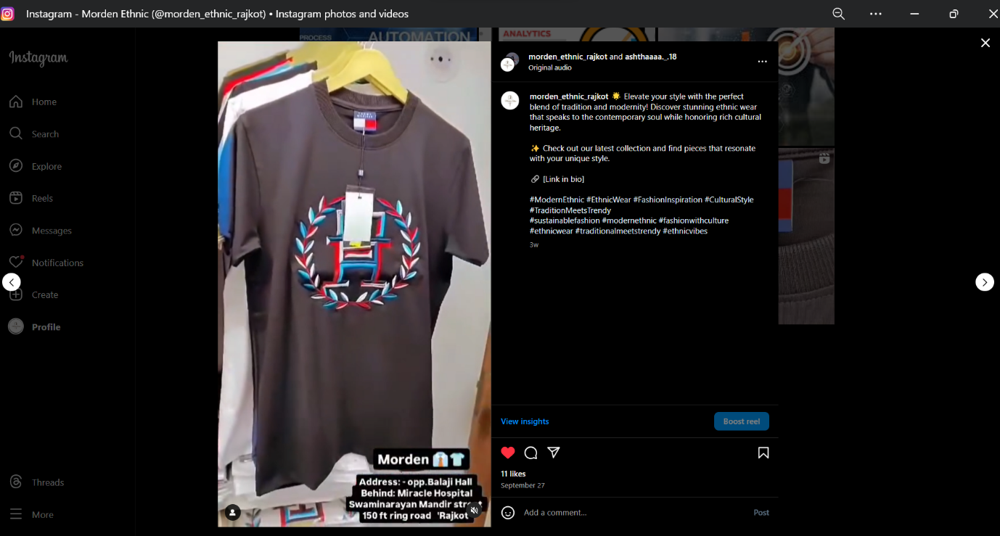 Instagram - Morden Ethnic (@morden_ethnic_rajkot) • Instagram photos and videos
PROCESS AUTOMATION
ANALYTICS
Instagram
Home
Search
Explore
Reels
Messages
Notifications
Create
Profile
Threads
More
H
Morden 👔👕
Address: - opp.Balaji Hall
Behind: Miracle Hospital
Swaminarayan Mandir
150 ft ring road 'Rajkot
morden_ethnic_rajkot and ashthaaaa._.18
Original audio
morden_ethnic_rajkot 🌟 Elevate your style with the perfect
blend of tradition and modernity! Discover stunning ethnic wear
that speaks to the contemporary soul while honoring rich cultural
heritage.
✨ Check out our latest collection and find pieces that resonate
with your unique style.
🔗 [Link in bio]
#ModernEthnic #EthnicWear #FashionInspiration #CulturalStyle
#TraditionMeetsTrendy
#sustainablefashion #modernethnic #fashionwithculture
#ethnicwear #traditionalmeetstrendy #ethnicvibes
3w
View insights
Boost reel
11 likes
September 27
Add a comment...
Post